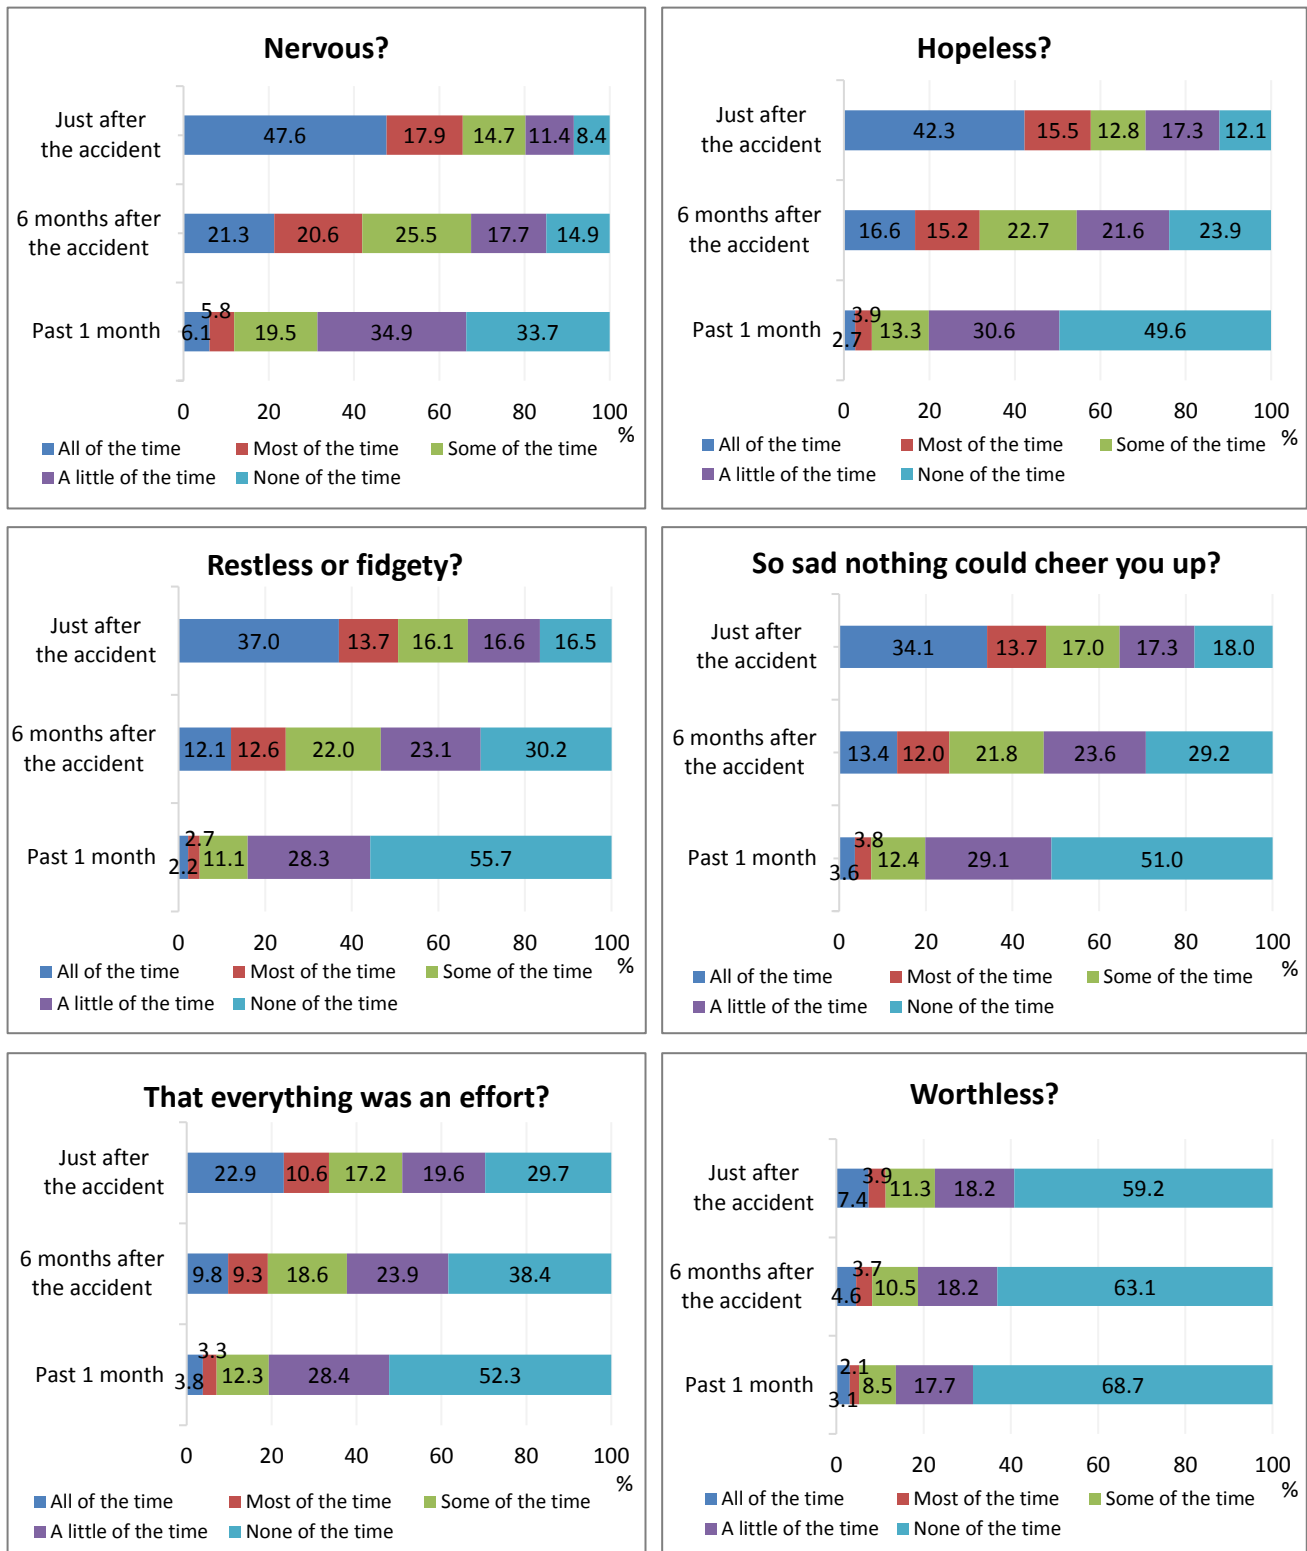 Nervous?
Just after
the accident
47.6 17.9 14.7 11.4 8.4
6 months after
the accident
21.3 20.6 25.5 17.7 14.9
Past 1 month
6.1 5.8 19.5 34.9 33.7
0 20 40 60 80 100
%
All of the time Most of the time Some of the time
A little of the time None of the time
Hopeless?
Just after
the accident
42.3 15.5 12.8 17.3 12.1
6 months after
the accident
16.6 15.2 22.7 21.6 23.9
Past 1 month
2.7 3.9 13.3 30.6 49.6
0 20 40 60 80 100
%
All of the time Most of the time Some of the time
A little of the time None of the time
Restless or fidgety?
Just after
the accident
37.0 13.7 16.1 16.6 16.5
6 months after
the accident
12.1 12.6 22.0 23.1 30.2
Past 1 month
2.2 2.7 11.1 28.3 55.7
0 20 40 60 80 100
%
All of the time Most of the time Some of the time
A little of the time None of the time
So sad nothing could cheer you up?
Just after
the accident
34.1 13.7 17.0 17.3 18.0
6 months after
the accident
13.4 12.0 21.8 23.6 29.2
Past 1 month
3.6 3.8 12.4 29.1 51.0
0 20 40 60 80 100
%
All of the time Most of the time Some of the time
A little of the time None of the time
That everything was an effort?
Just after
the accident
22.9 10.6 17.2 19.6 29.7
6 months after
the accident
9.8 9.3 18.6 23.9 38.4
Past 1 month
3.8 3.3 12.3 28.4 52.3
0 20 40 60 80 100
%
All of the time Most of the time Some of the time
A little of the time None of the time
Worthless?
Just after
the accident
7.4 3.9 11.3 18.2 59.2
6 months after
the accident
4.6 3.7 10.5 18.2 63.1
Past 1 month
3.1 2.1 8.5 17.7 68.7
0 20 40 60 80 100
%
All of the time Most of the time Some of the time
A little of the time None of the time